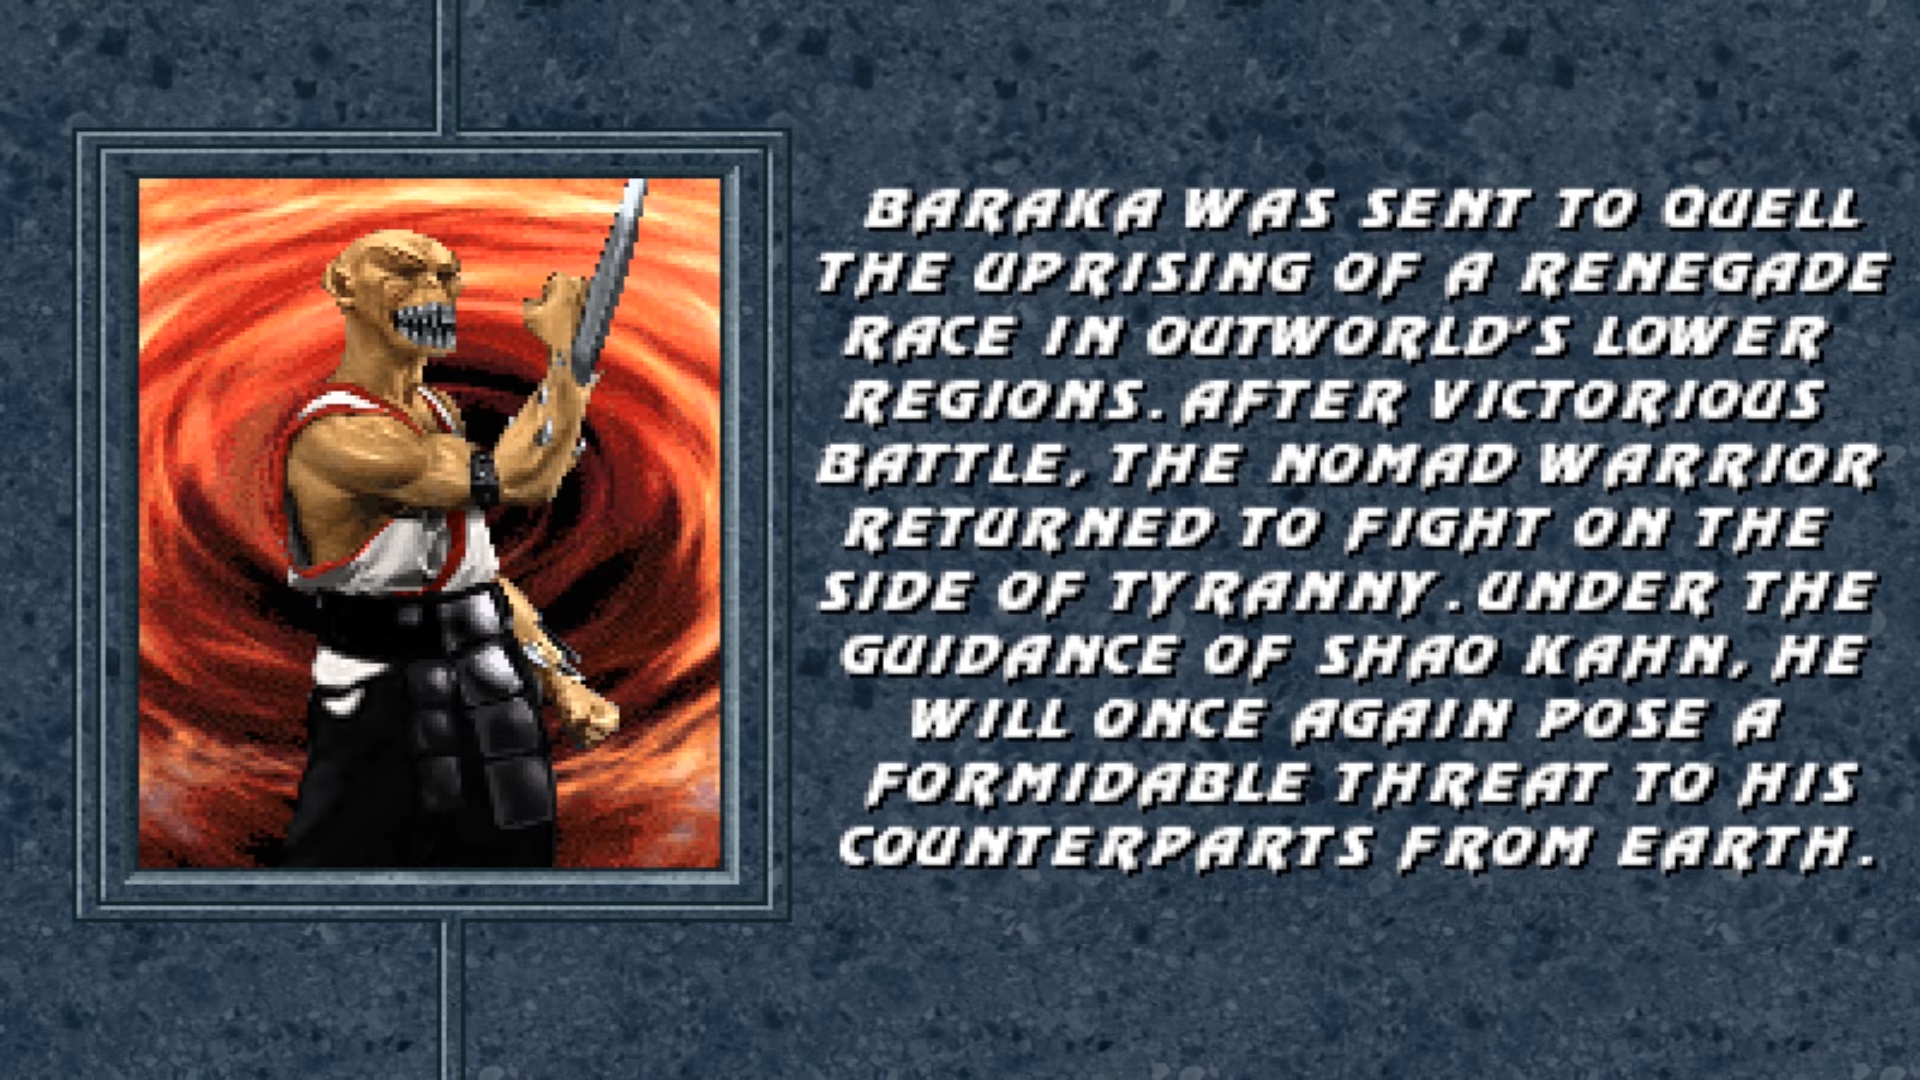 BARAKA WAS SENT TO QUELL
THE UPRISING OF A RENEGADE
RACE IN OUTWORLD'S LOWER
REGIONS. AFTER VICTORIOUS
BATTLE, THE NOMAD WARRIOR
RETURNED TO FIGHT ON THE
SIDE OF TYRANNY. UNDER THE
GUIDANCE OF SHAO KAHN, HE
WILL ONCE AGAIN POSE A
FORMIDABLE THREAT TO HIS
COUNTERPARTS FROM EARTH.